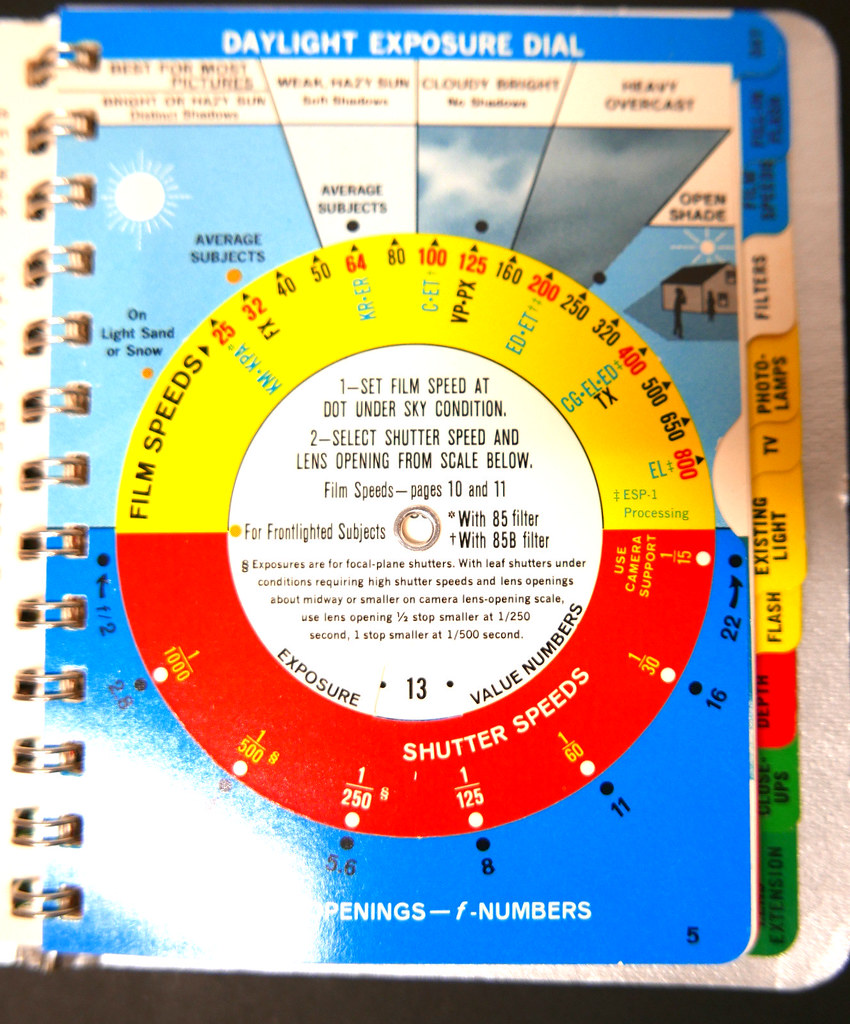 DAYLIGHT EXPOSURE DIAL
BEST FOR MOST
PICTURES
BRIGHT OR HAZY SUN
Distinct Shadows
WEAK, HAZY SUN
Soft Shadows
CLOUDY BRIGHT
No Shadows
HEAVY
OVERCAST
AVERAGE
SUBJECTS
OPEN
SHADE
AVERAGE
SUBJECTS
On
Light Sand
or Snow
FILM SPEEDS
25 32 40 50 64 80 100 125 160 200 250 320 400 500 650 800
KM•KPA*
FX
KR•ER
C-ET†
VP•PX
ED•ET†‡
CG•EL•ED‡
TX
EL‡
‡ ESP-1
Processing
1—SET FILM SPEED AT
DOT UNDER SKY CONDITION.
2—SELECT SHUTTER SPEED AND
LENS OPENING FROM SCALE BELOW.
Film Speeds—pages 10 and 11
For Frontlighted Subjects
*With 85 filter
†With 85B filter
§ Exposures are for focal-plane shutters. With leaf shutters under
conditions requiring high shutter speeds and lens openings
about midway or smaller on camera lens-opening scale,
use lens opening ½ stop smaller at 1/250
second, 1 stop smaller at 1/500 second.
EXPOSURE • 13 • VALUE NUMBERS
USE
CAMERA
SUPPORT
1/15
1/30
1/60
1/125
1/250 §
1/500 §
1/1000
SHUTTER SPEEDS
f/2
2.8
5.6
8
11
16
22
OPENINGS—f-NUMBERS
5
FILL-IN
FLASH
FILM
SPEEDS
FILTERS
PHOTO-
LAMPS
TV
EXISTING
LIGHT
FLASH
DEPTH
CLOSE-
UPS
EXTENSION